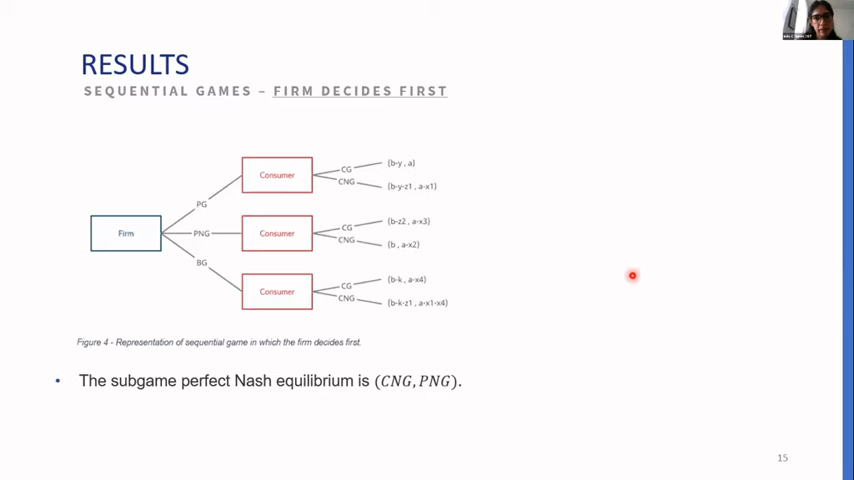 RESULTS
SEQUENTIAL GAMES – FIRM DECIDES FIRST
Firm
PG
PNG
BG
Consumer
CG (b-y , a)
CNG (b-y-z1 , a-x1)
Consumer
CG (b-z2 , a-x3)
CNG (b , a-x2)
Consumer
CG (b-k , a-x4)
CNG (b-k-z1 , a-x1-x4)
Figure 4 - Representation of sequential game in which the firm decides first.
• The subgame perfect Nash equilibrium is (CNG, PNG).
15